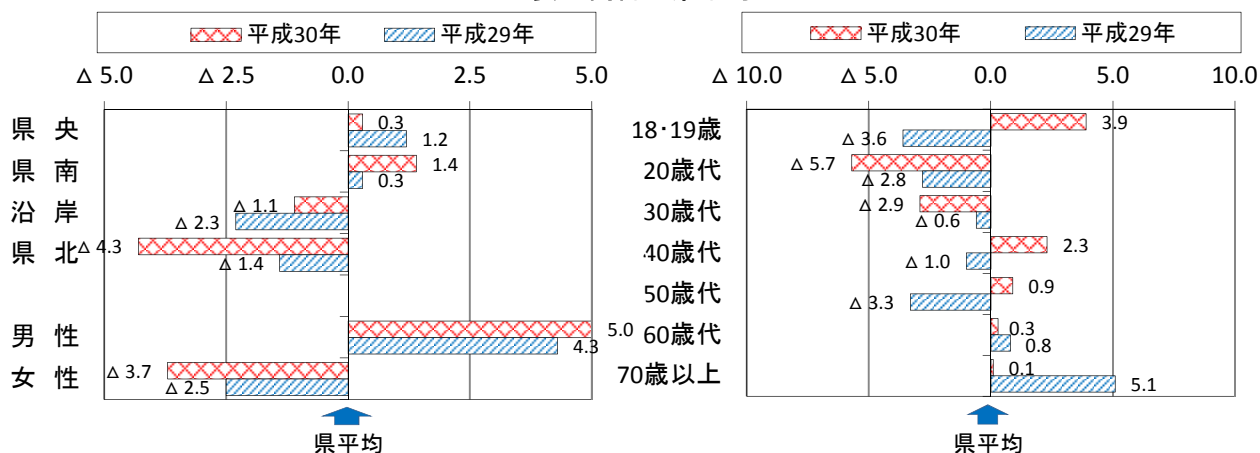 平成30年 平成29年
△ 5.0 △ 2.5 0.0 2.5 5.0
県 央 0.3
1.2
県 南 1.4
0.3
沿 岸 △ 1.1
△ 2.3
県 北 △ 4.3
△ 1.4
男 性 5.0
4.3
女 性 △ 3.7
△ 2.5
県平均
平成30年 平成29年
△ 10.0 △ 5.0 0.0 5.0 10.0
18・19歳 3.9
△ 3.6
20歳代 △ 5.7
△ 2.8
30歳代 △ 2.9
△ 0.6
40歳代 2.3
△ 1.0
50歳代 0.9
△ 3.3
60歳代 0.3
0.8
70歳以上 0.1
5.1
県平均